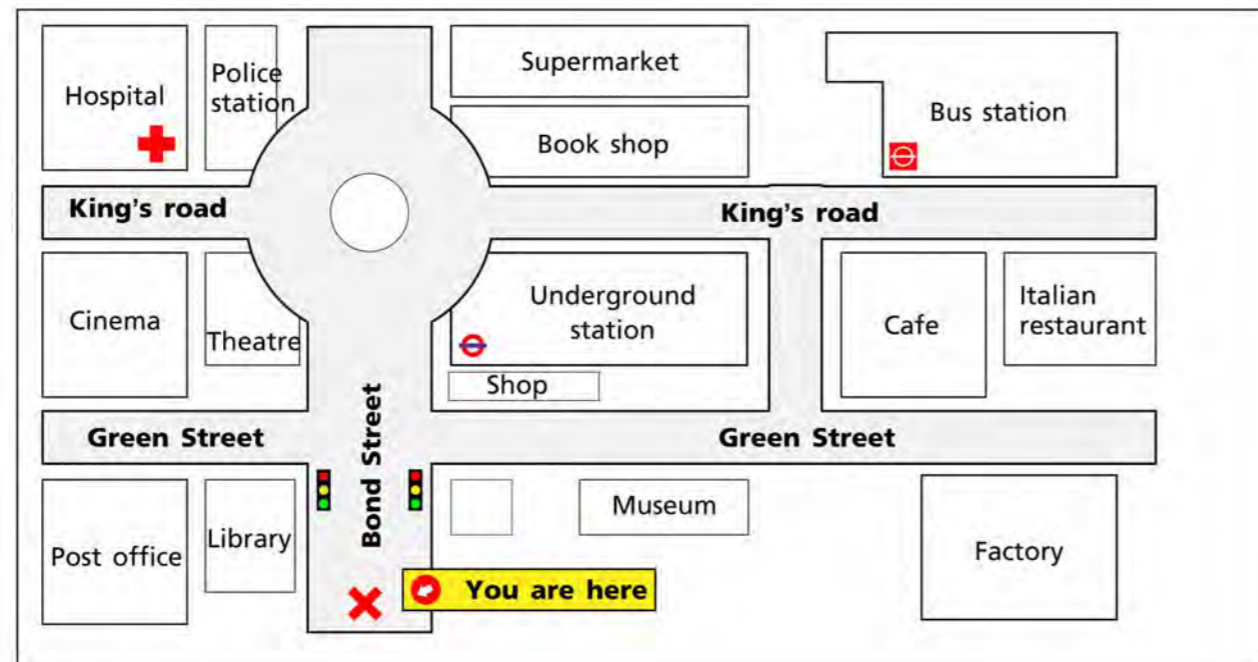 Hospital
Police
station
Supermarket
Book shop
Bus station
King's road
King's road
Cinema
Theatre
Underground
station
Shop
Cafe
Italian
restaurant
Green Street
Bond Street
Green Street
Post office
Library
Museum
Factory
You are here